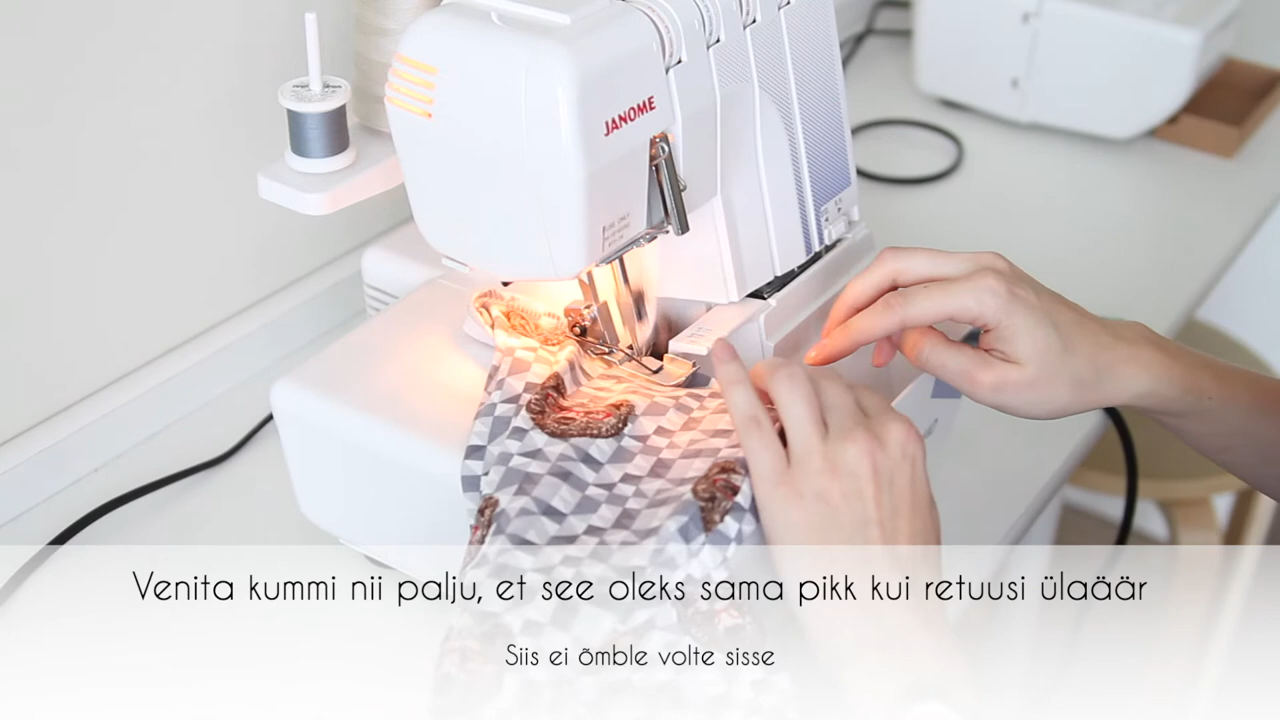 JANOME
Venita kummi nii palju, et see oleks sama pikk kui retuusi ülaäär
Siis ei õmble volte sisse